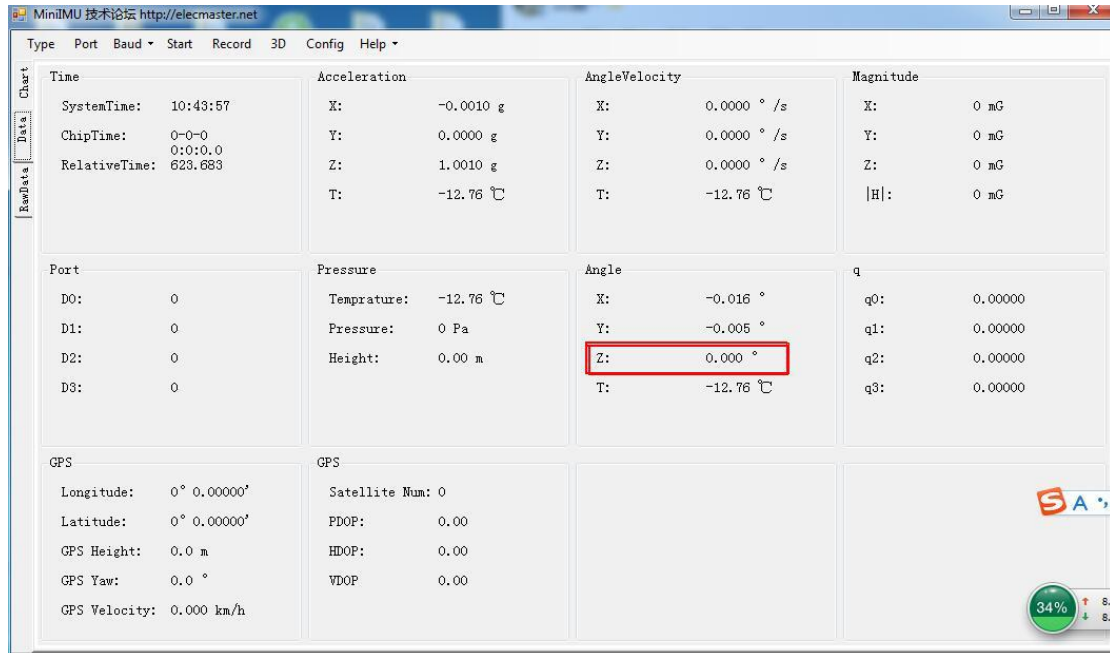 MiniIMU 技术论坛 http://elecmaster.net
Type Port Baud Start Record 3D Config Help
Chart
Data
RawData
Time
SystemTime: 10:43:57
ChipTime: 0-0-0
0:0:0.0
RelativeTime: 623.683
Acceleration
X: -0.0010 g
Y: 0.0000 g
Z: 1.0010 g
T: -12.76 ℃
AngleVelocity
X: 0.0000 ° /s
Y: 0.0000 ° /s
Z: 0.0000 ° /s
T: -12.76 ℃
Magnitude
X: 0 mG
Y: 0 mG
Z: 0 mG
|H|: 0 mG
Port
D0: 0
D1: 0
D2: 0
D3: 0
Pressure
Temprature: -12.76 ℃
Pressure: 0 Pa
Height: 0.00 m
Angle
X: -0.016 °
Y: -0.005 °
Z: 0.000 °
T: -12.76 ℃
q
q0: 0.00000
q1: 0.00000
q2: 0.00000
q3: 0.00000
GPS
Longitude: 0° 0.00000'
Latitude: 0° 0.00000'
GPS Height: 0.0 m
GPS Yaw: 0.0 °
GPS Velocity: 0.000 km/h
GPS
Satellite Num: 0
PDOP: 0.00
HDOP: 0.00
VDOP 0.00
S A
34%